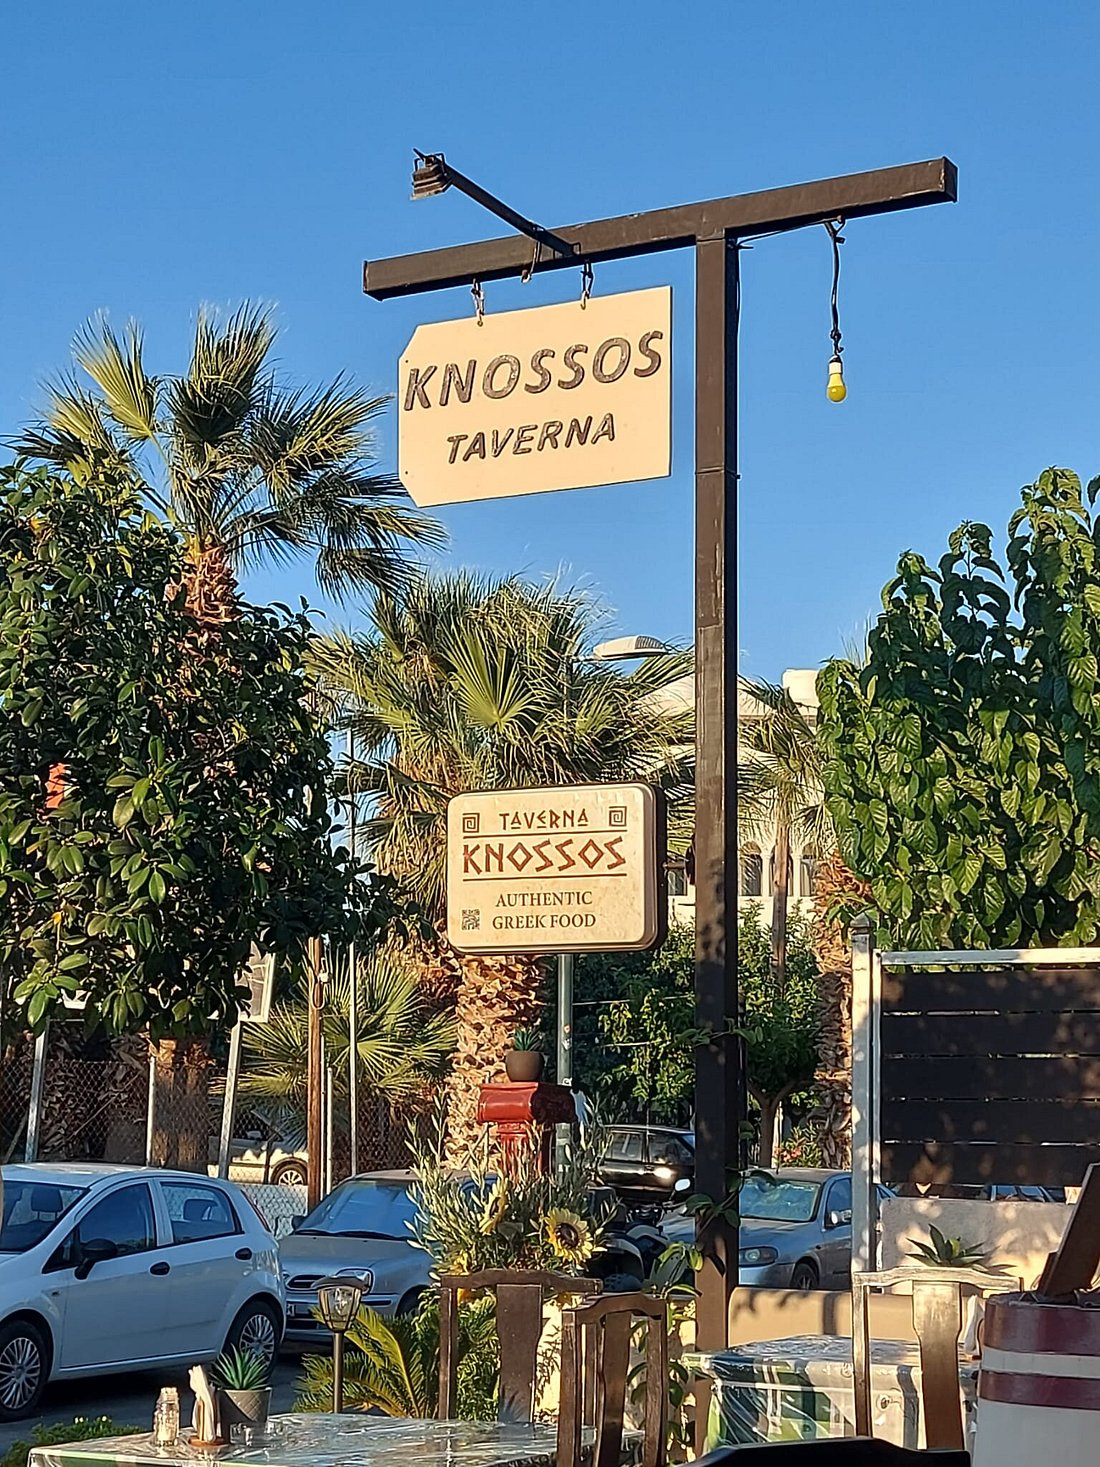 KNOSSOS
TAVERNA
TAVERNA
KNOSSOS
AUTHENTIC
GREEK FOOD